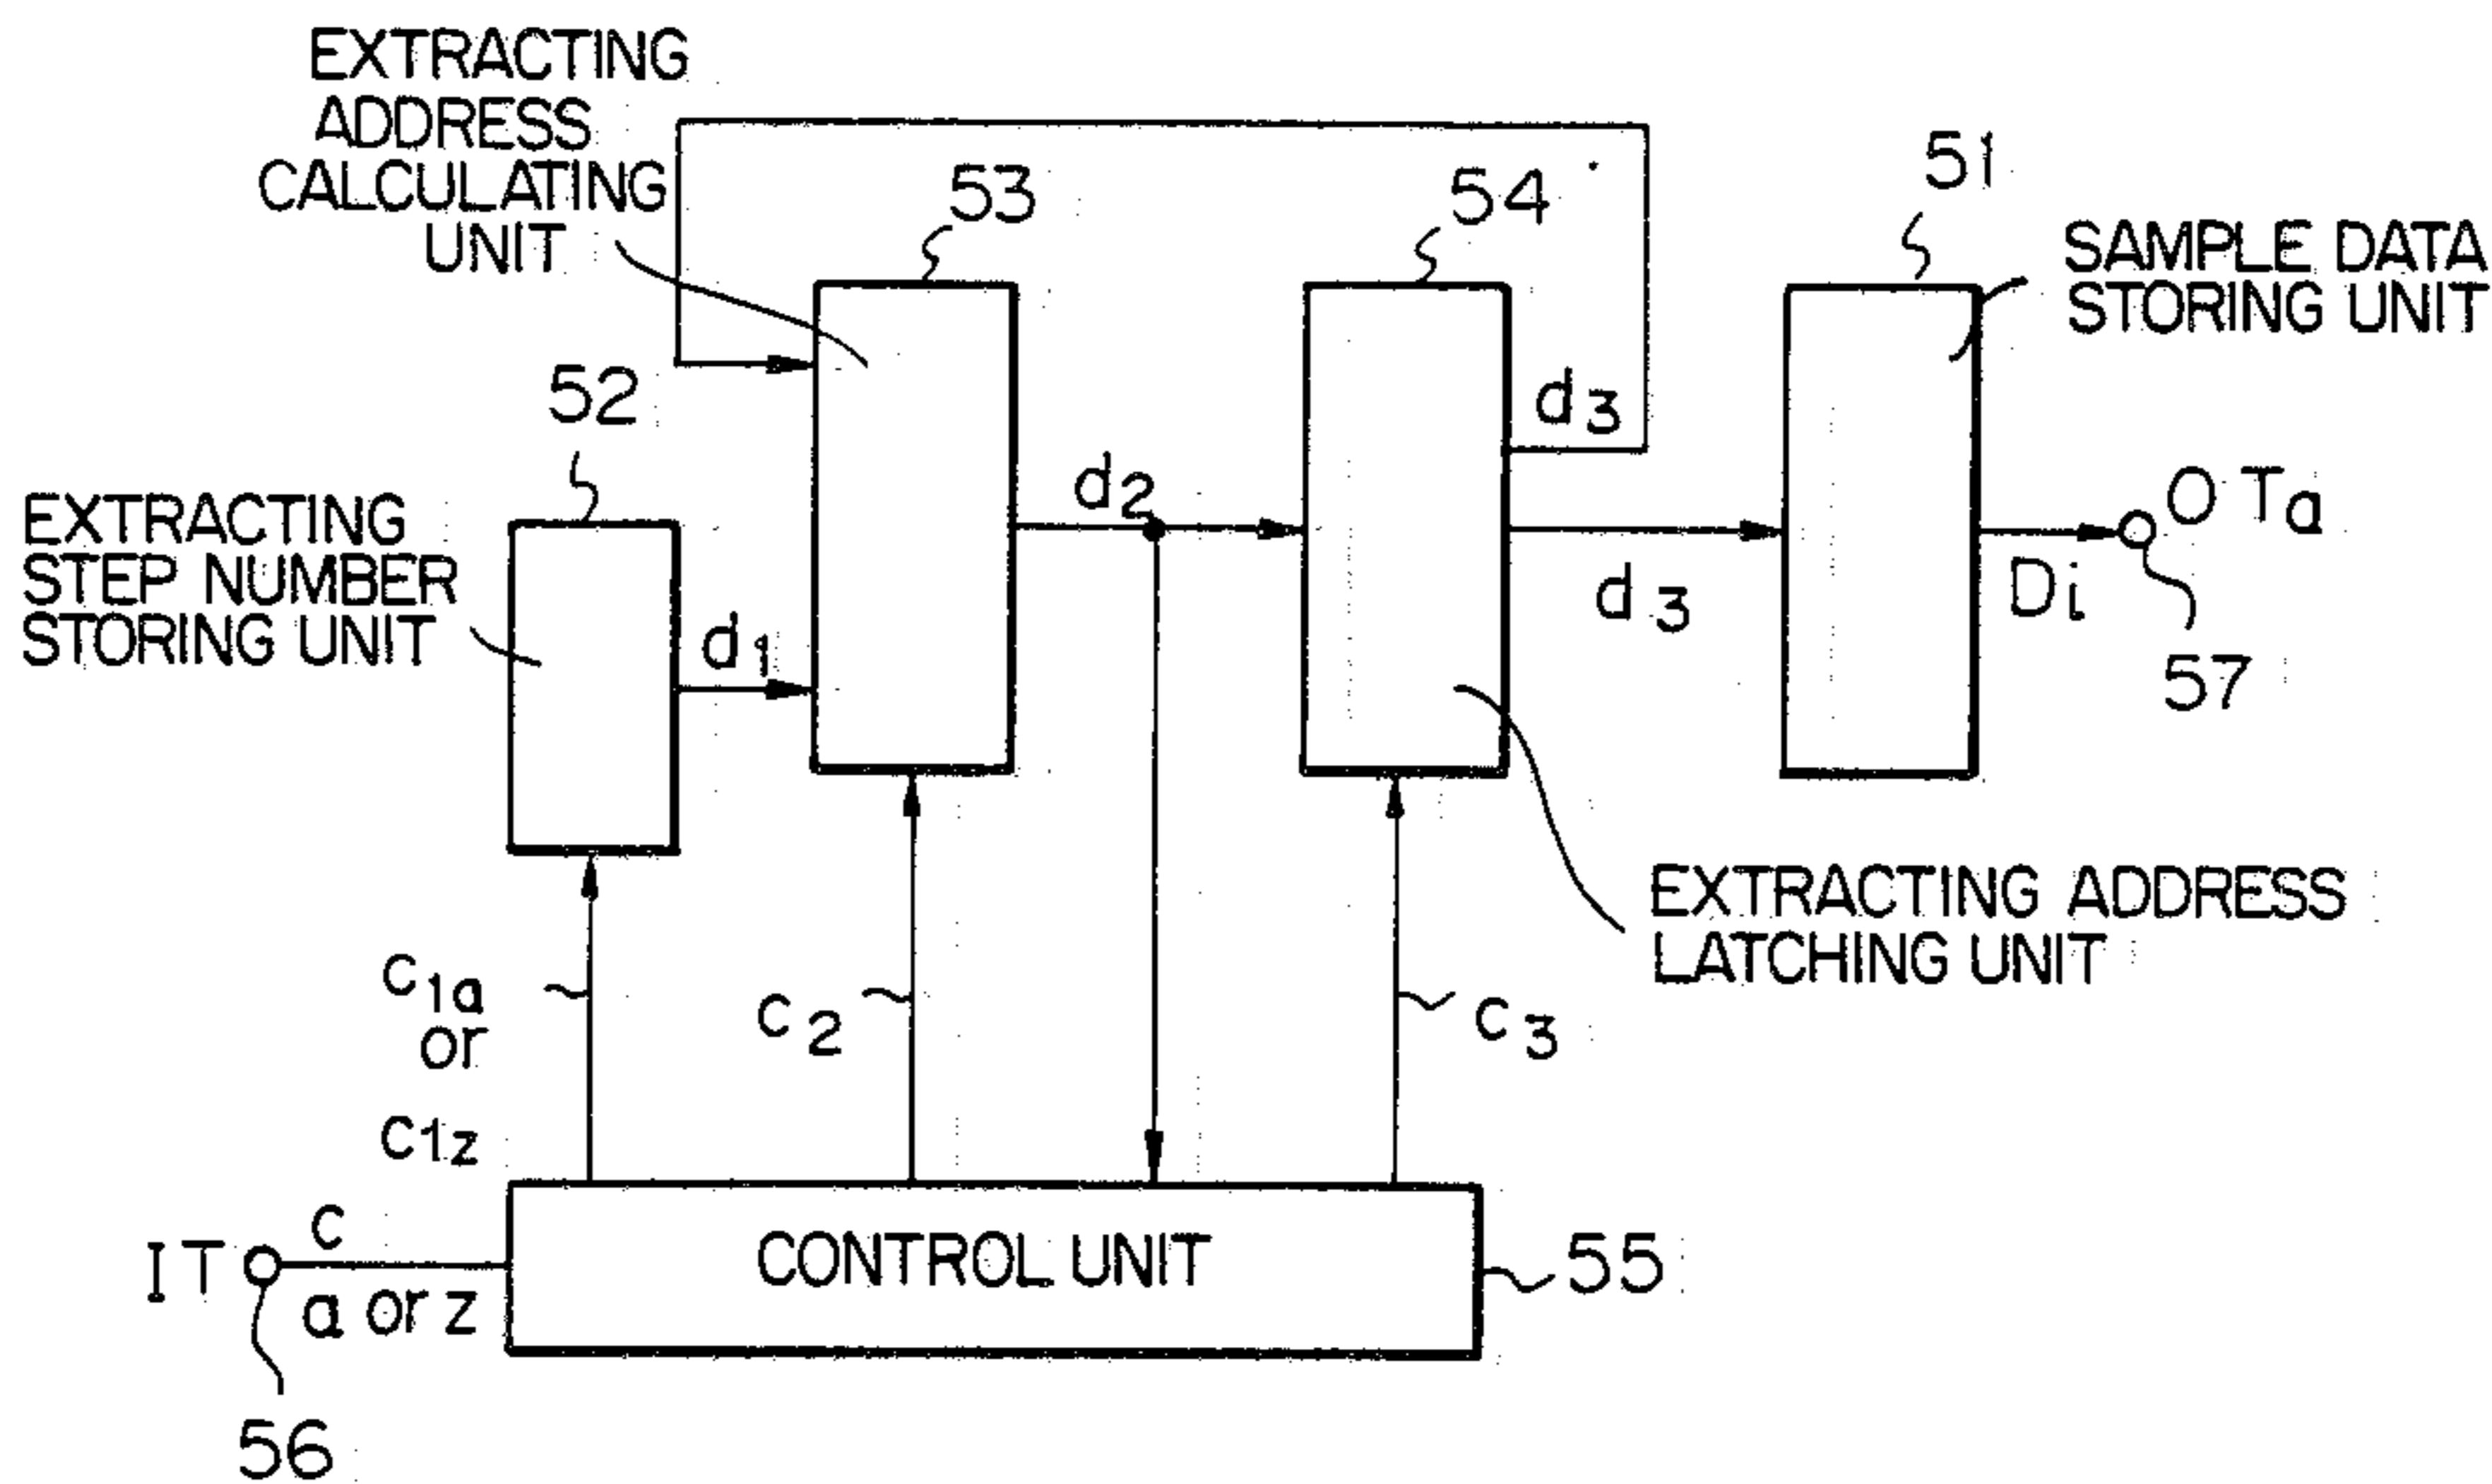 EXTRACTING
ADDRESS
CALCULATING
UNIT
53
54
51
SAMPLE DATA
STORING UNIT
52
d3
EXTRACTING
STEP NUMBER
STORING UNIT
d1
d2
d3
Di
OTa
57
EXTRACTING ADDRESS
LATCHING UNIT
c1a
or
c1z
c2
c3
IT
c
a or z
CONTROL UNIT
55
56